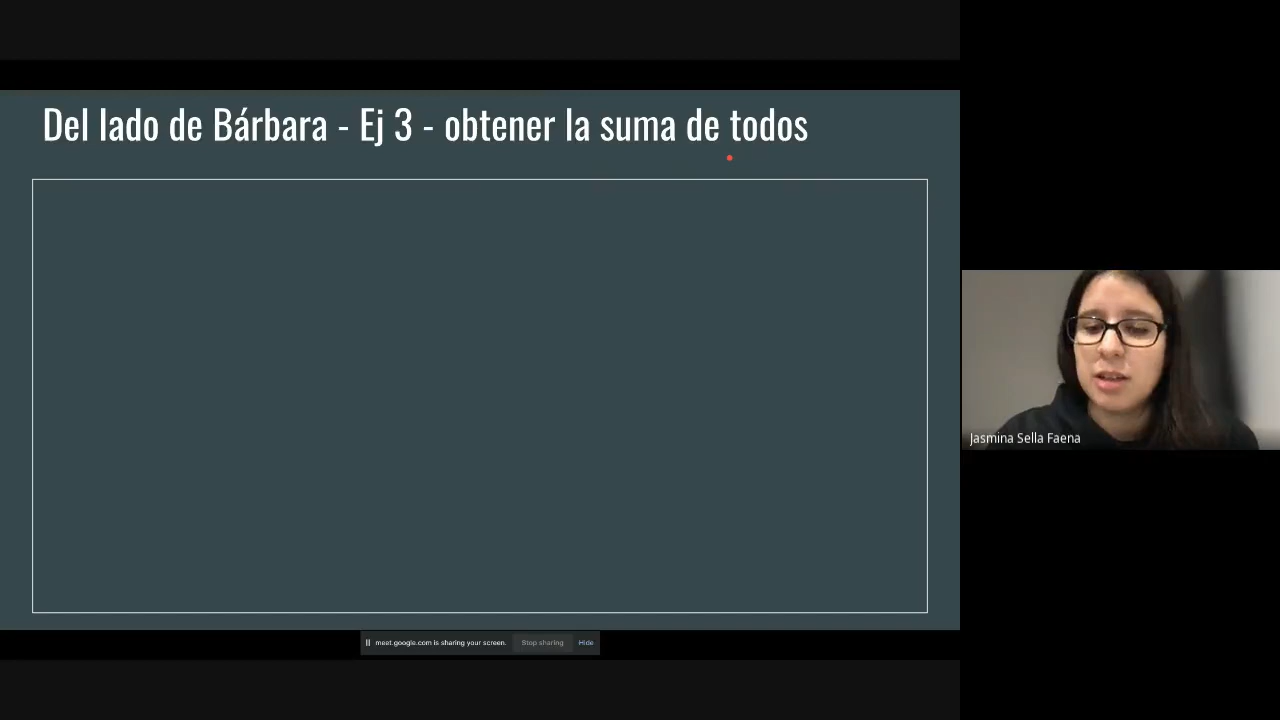 Del lado de Bárbara - Ej 3 - obtener la suma de todos
Jasmina Sella Faena
meet.google.com is sharing your screen. Stop sharing Hide